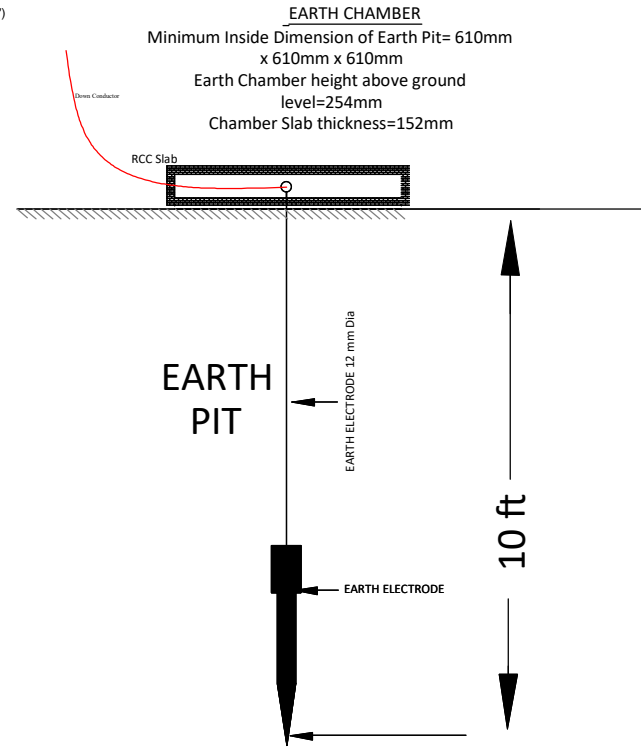 ')
EARTH CHAMBER
Minimum Inside Dimension of Earth Pit= 610mm
x 610mm x 610mm
Earth Chamber height above ground
level=254mm
Chamber Slab thickness=152mm
Down Conductor
RCC Slab
EARTH
PIT
EARTH ELECTRODE 12 mm Dia
10 ft
EARTH ELECTRODE